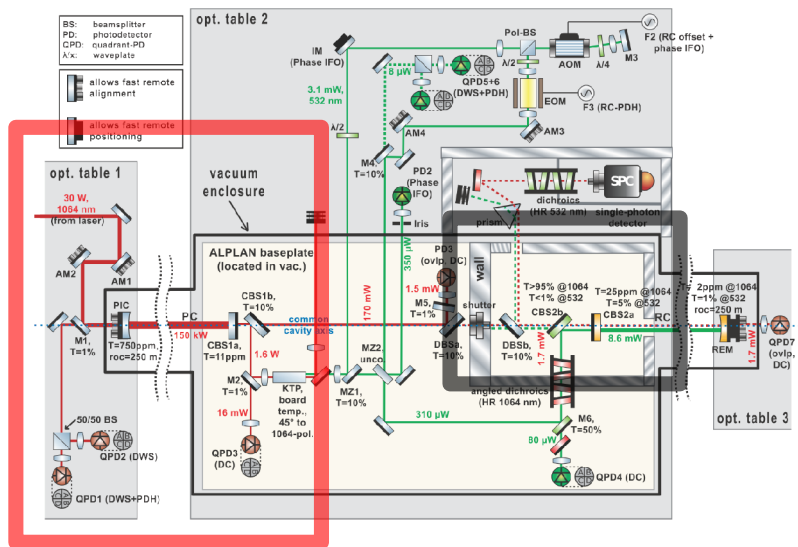 BS: beamsplitter
PD: photodetector
QPD: quadrant-PD
λ/x: waveplate
allows fast remote
alignment
allows fast remote
positioning
opt. table 2
IM
(Phase IFO)
3.1 mW,
532 nm
8 µW
QPD5+6
(DWS+PDH)
Pol-BS
λ/2
AOM
λ/4
M3
F2 (RC offset +
phase IFO)
EOM
F3 (RC-PDH)
AM3
AM4
λ/2
M4,
T=10%
PD2
(Phase
IFO)
Iris
350 µW
dichroics
(HR 532 nm)
SPC
single-photon
detector
prism
opt. table 1
30 W,
1064 nm
(from laser)
AM2
AM1
vacuum
enclosure
ALPLAN baseplate
(located in vac.)
PIC
M1,
T=1%
T=750ppm,
roc=250 m
PC
150 kW
CBS1b,
T=10%
CBS1a,
T=11ppm
common
cavity axis
1.6 W
M2,
T=1%
16 mW
KTP,
board
temp.,
45° to
1064-pol.
QPD3
(DC)
MZ1,
T=10%
170 mW
MZ2,
unco.
310 µW
PD3
(ovlp, DC)
1.5 mW
M5,
T=1%
DBSa,
T=10%
wall
shutter
DBSb,
T=10%
T>95% @1064
T<1% @532
CBS2b
1.7 mW
T=25ppm @1064
T=5% @532
CBS2a
8.6 mW
RC
2ppm @1064
T=1% @532
roc=250 m
REM
1.7 mW
QPD7
(ovlp,
DC)
opt. table 3
angled dichroics
(HR 1064 nm)
M6,
T=50%
80 µW
QPD4 (DC)
50/50 BS
QPD2 (DWS)
QPD1 (DWS+PDH)